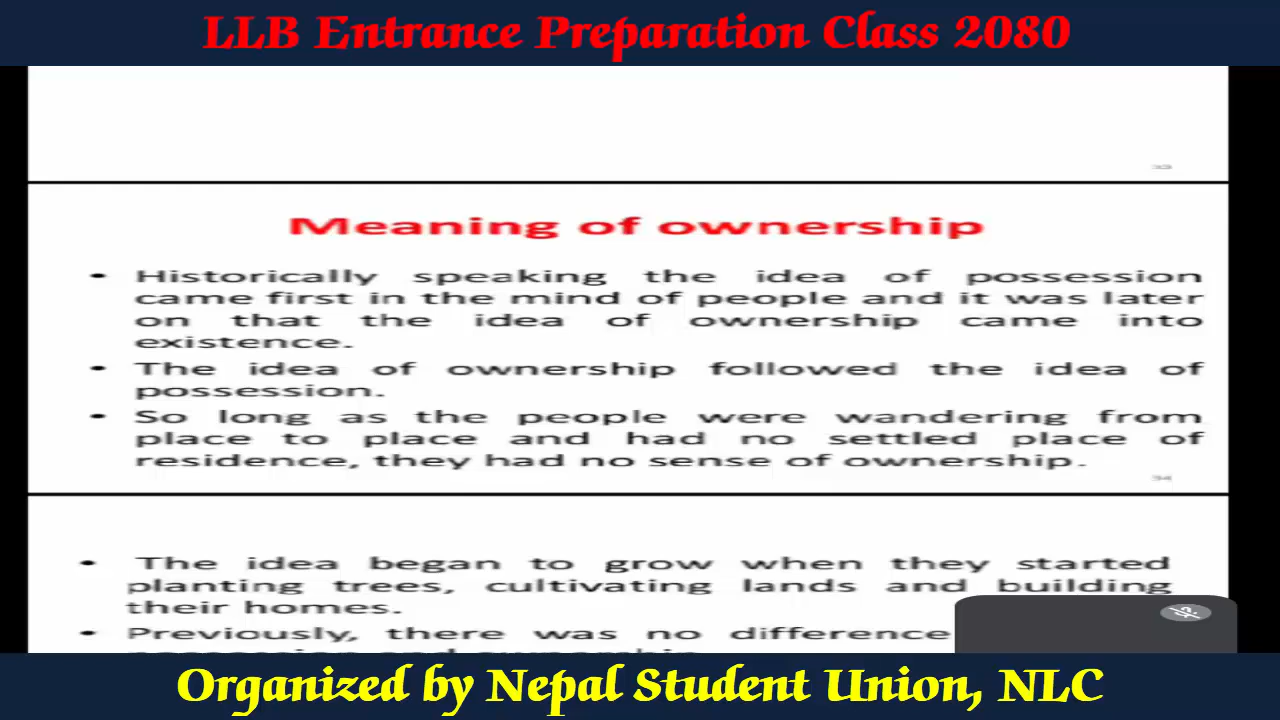 LLB Entrance Preparation Class 2080
33
Meaning of ownership
• Historically speaking the idea of possession
came first in the mind of people and it was later
on that the idea of ownership came into
existence.
• The idea of ownership followed the idea of
possession.
• So long as the people were wandering from
place to place and had no settled place of
residence, they had no sense of ownership.
34
• The idea began to grow when they started
planting trees, cultivating lands and building
their homes.
• Previously, there was no difference
Organized by Nepal Student Union, NLC